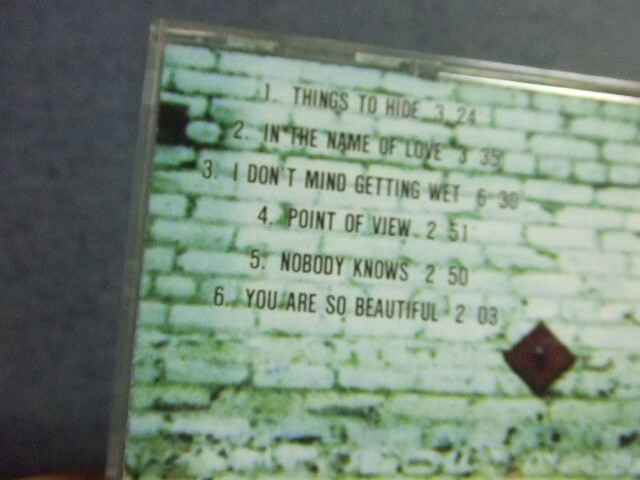 1. THINGS TO HIDE 3 24
2. IN THE NAME OF LOVE 3 35
3. I DON'T MIND GETTING WET 6 30
4. POINT OF VIEW 2 51
5. NOBODY KNOWS 2 50
6. YOU ARE SO BEAUTIFUL 2 03